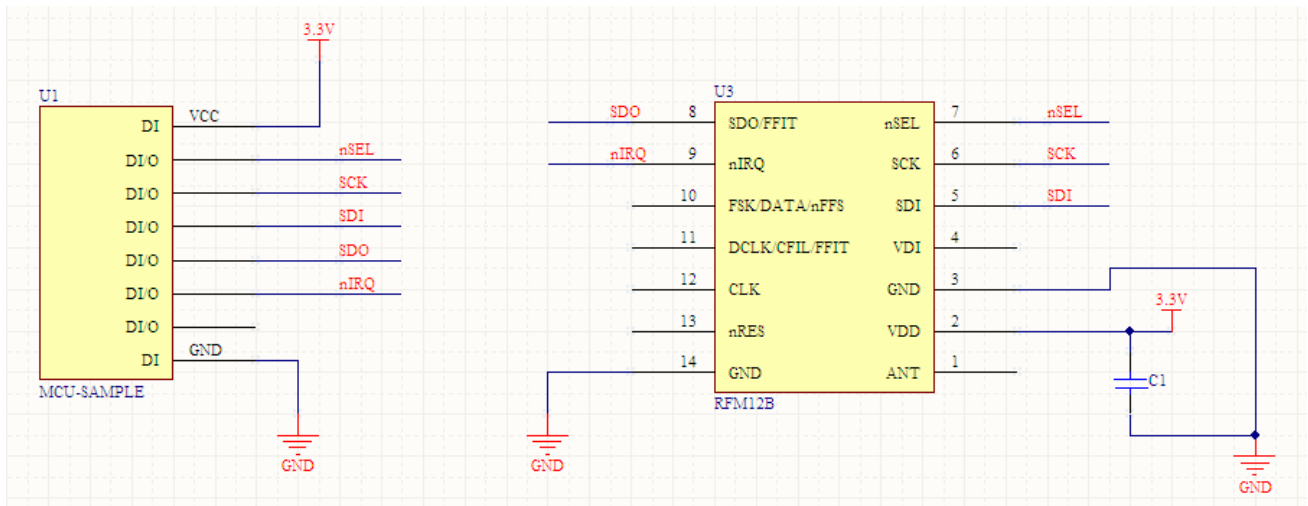 3.3V
U1
DI VCC
DI/O nSEL
DI/O SCK
DI/O SDI
DI/O SDO
DI/O nIRQ
DI/O
DI GND
MCU-SAMPLE
GND
U3
SDO 8 SDO/FFIT nSEL 7 nSEL
nIRQ 9 nIRQ SCK 6 SCK
10 FSK/DATA/nFFS SDI 5 SDI
11 DCLK/CFIL/FFIT VDI 4
12 CLK GND 3
13 nRES VDD 2 3.3V
14 GND ANT 1
RFM12B
C1
GND
GND